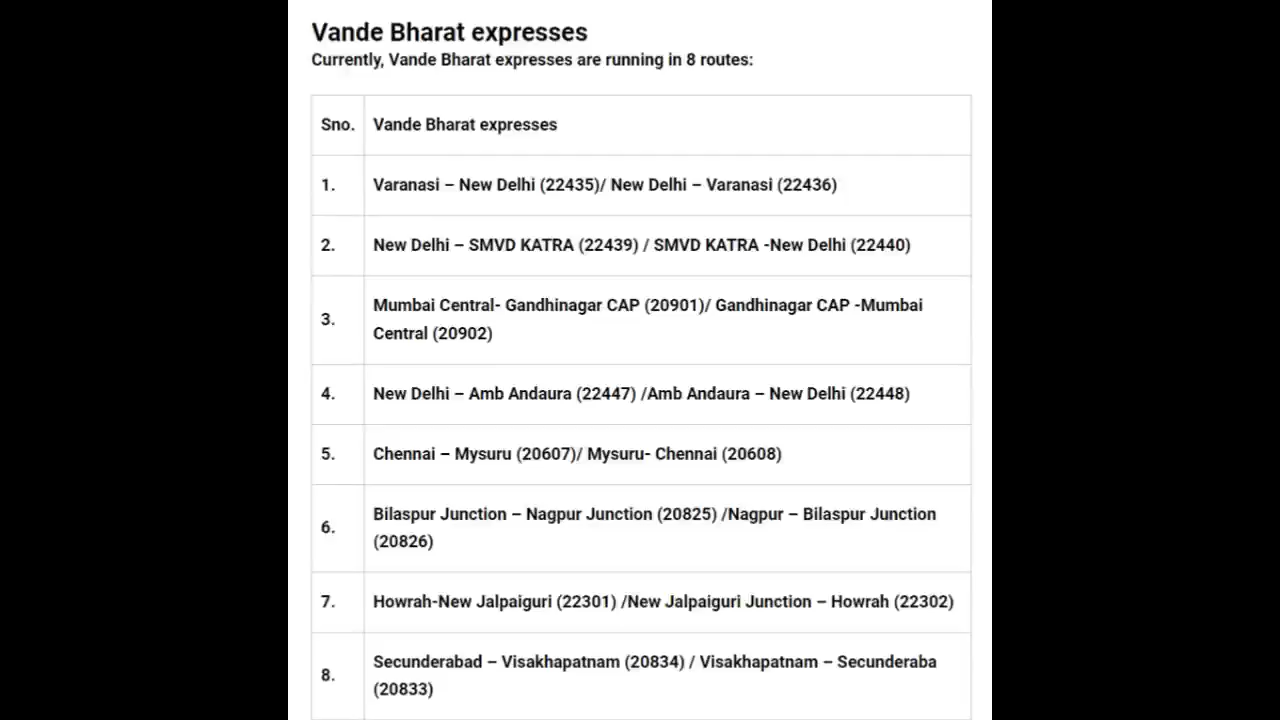 Vande Bharat expresses
Currently, Vande Bharat expresses are running in 8 routes:
Sno. Vande Bharat expresses
1. Varanasi – New Delhi (22435)/ New Delhi – Varanasi (22436)
2. New Delhi – SMVD KATRA (22439) / SMVD KATRA -New Delhi (22440)
3. Mumbai Central- Gandhinagar CAP (20901)/ Gandhinagar CAP -Mumbai
Central (20902)
4. New Delhi – Amb Andaura (22447) /Amb Andaura – New Delhi (22448)
5. Chennai – Mysuru (20607)/ Mysuru- Chennai (20608)
6. Bilaspur Junction – Nagpur Junction (20825) /Nagpur – Bilaspur Junction
(20826)
7. Howrah-New Jalpaiguri (22301) /New Jalpaiguri Junction – Howrah (22302)
8. Secunderabad – Visakhapatnam (20834) / Visakhapatnam – Secunderaba
(20833)